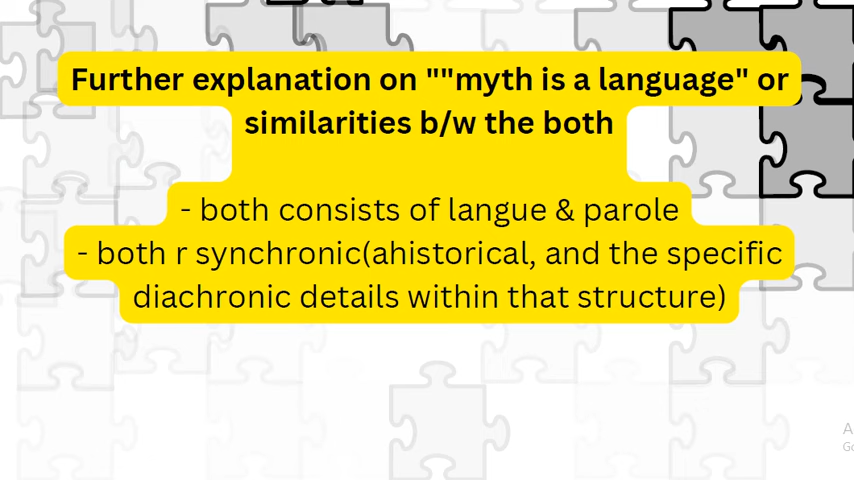 Further explanation on ""myth is a language" or
similarities b/w the both
- both consists of langue & parole
- both r synchronic(ahistorical, and the specific
diachronic details within that structure)